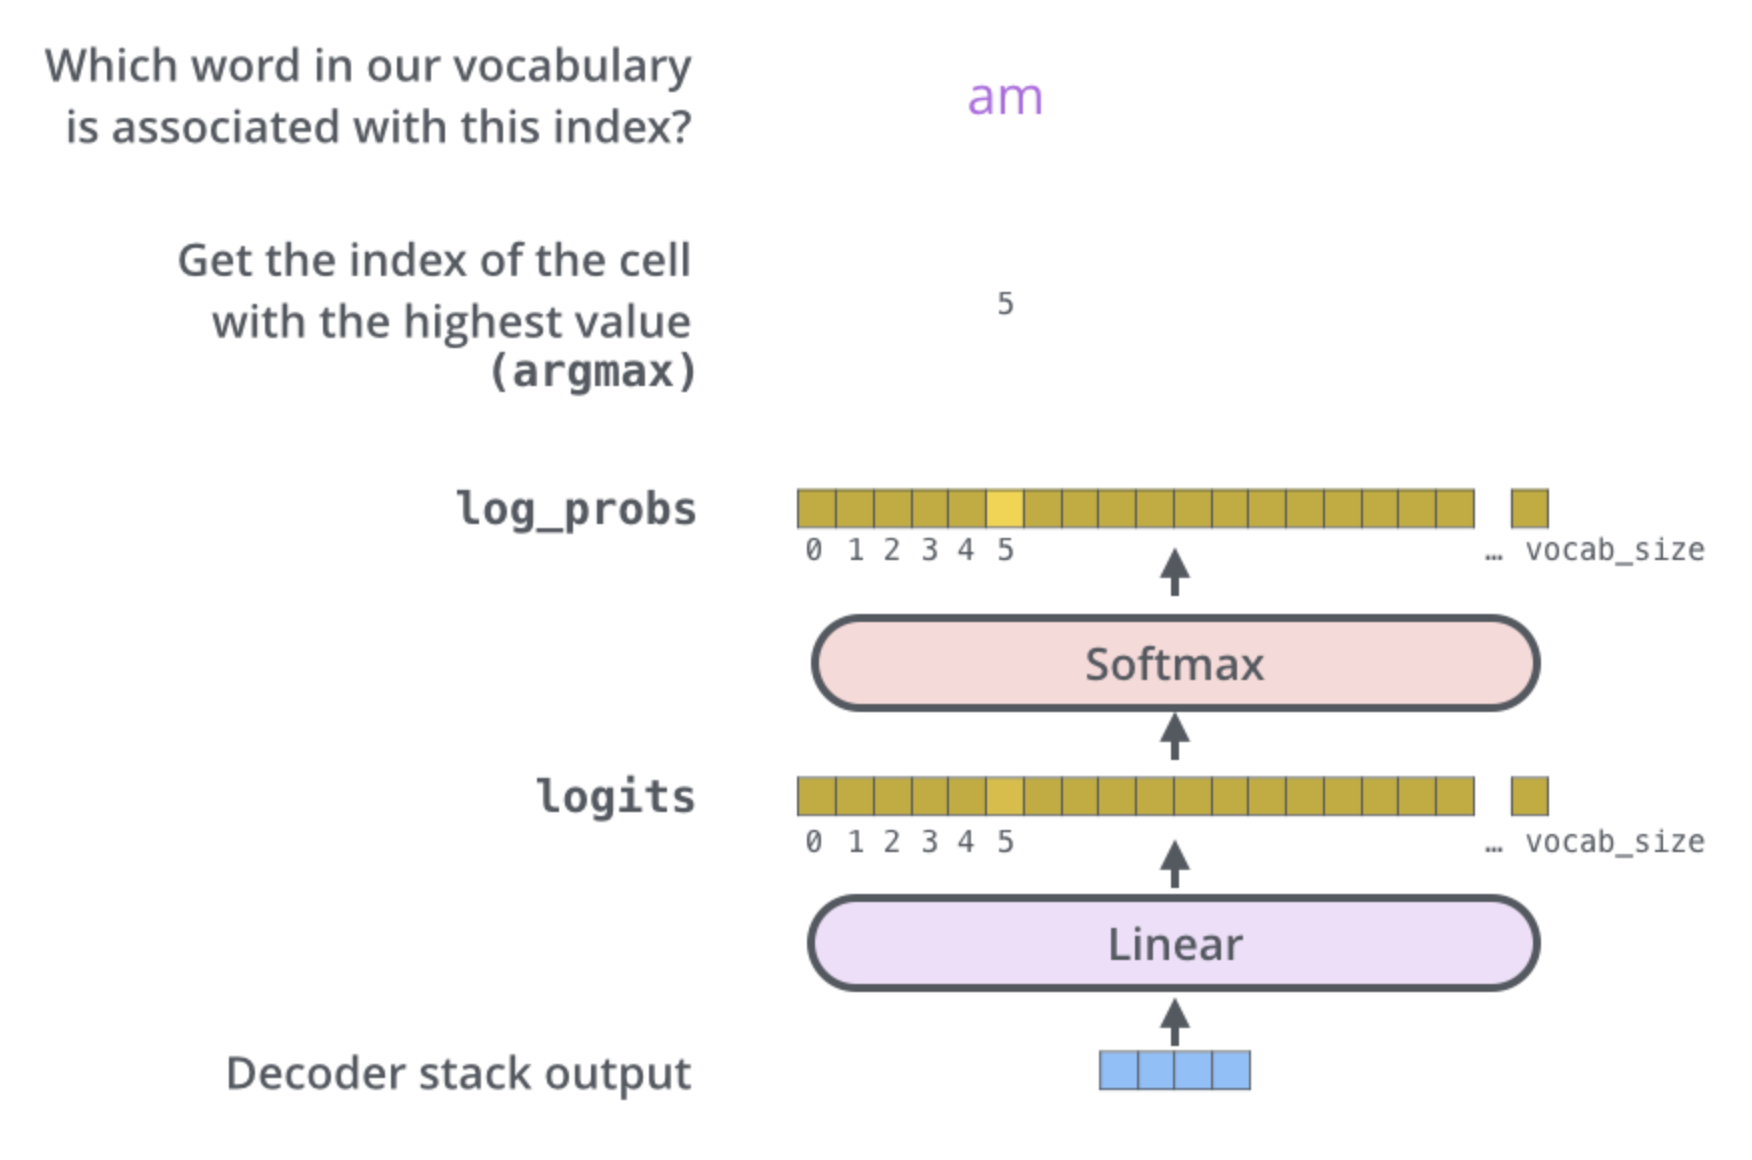 Which word in our vocabulary
is associated with this index?
am
Get the index of the cell
with the highest value
(argmax)
5
log_probs
0 1 2 3 4 5 … vocab_size
Softmax
logits
0 1 2 3 4 5 … vocab_size
Linear
Decoder stack output